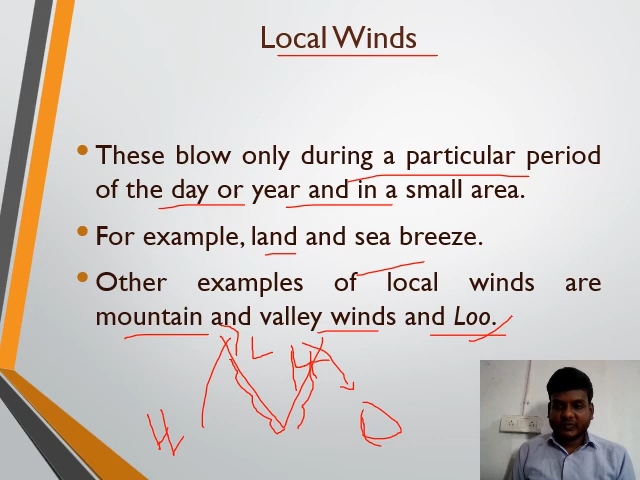 Local Winds
• These blow only during a particular period
of the day or year and in a small area.
• For example, land and sea breeze.
• Other examples of local winds are
mountain and valley winds and Loo.
L H
H D